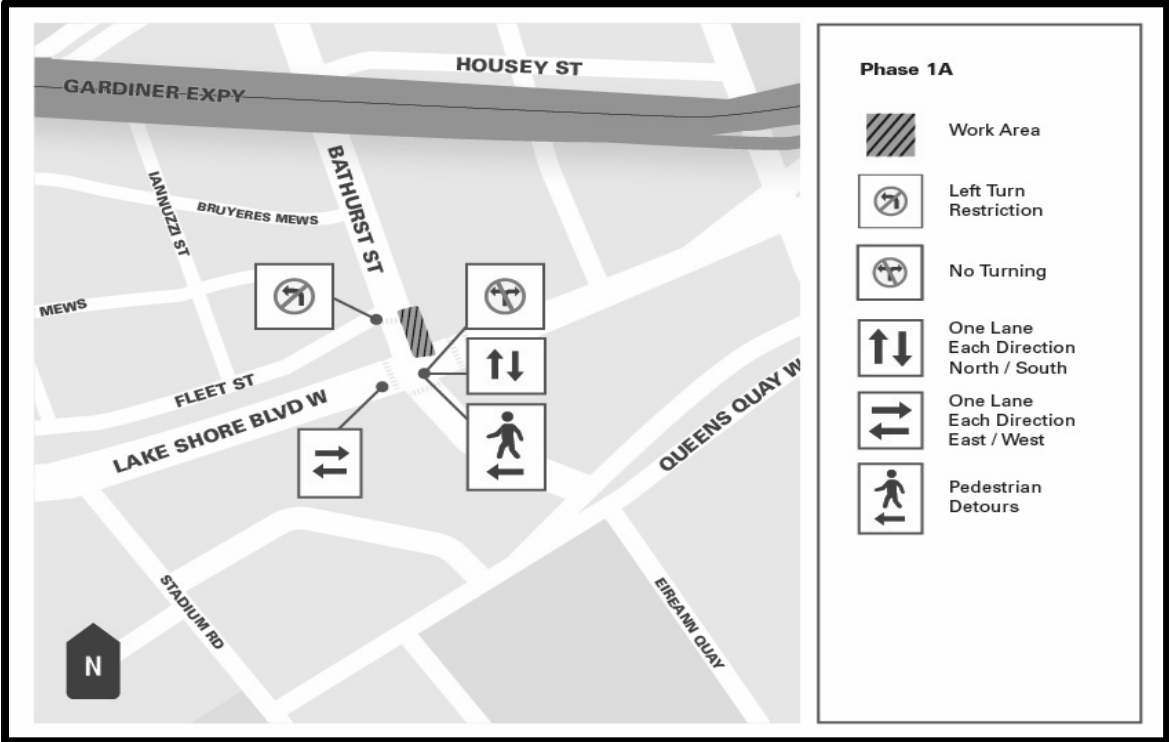 HOUSEY ST
GARDINER EXPY
BATHURST ST
IANNUZZI ST
BRUYERES MEWS
MEWS
FLEET ST
LAKE SHORE BLVD W
QUEENS QUAY W
STADIUM RD
EIREANN QUAY
N
Phase 1A
Work Area
Left Turn
Restriction
No Turning
One Lane
Each Direction
North / South
One Lane
Each Direction
East / West
Pedestrian
Detours